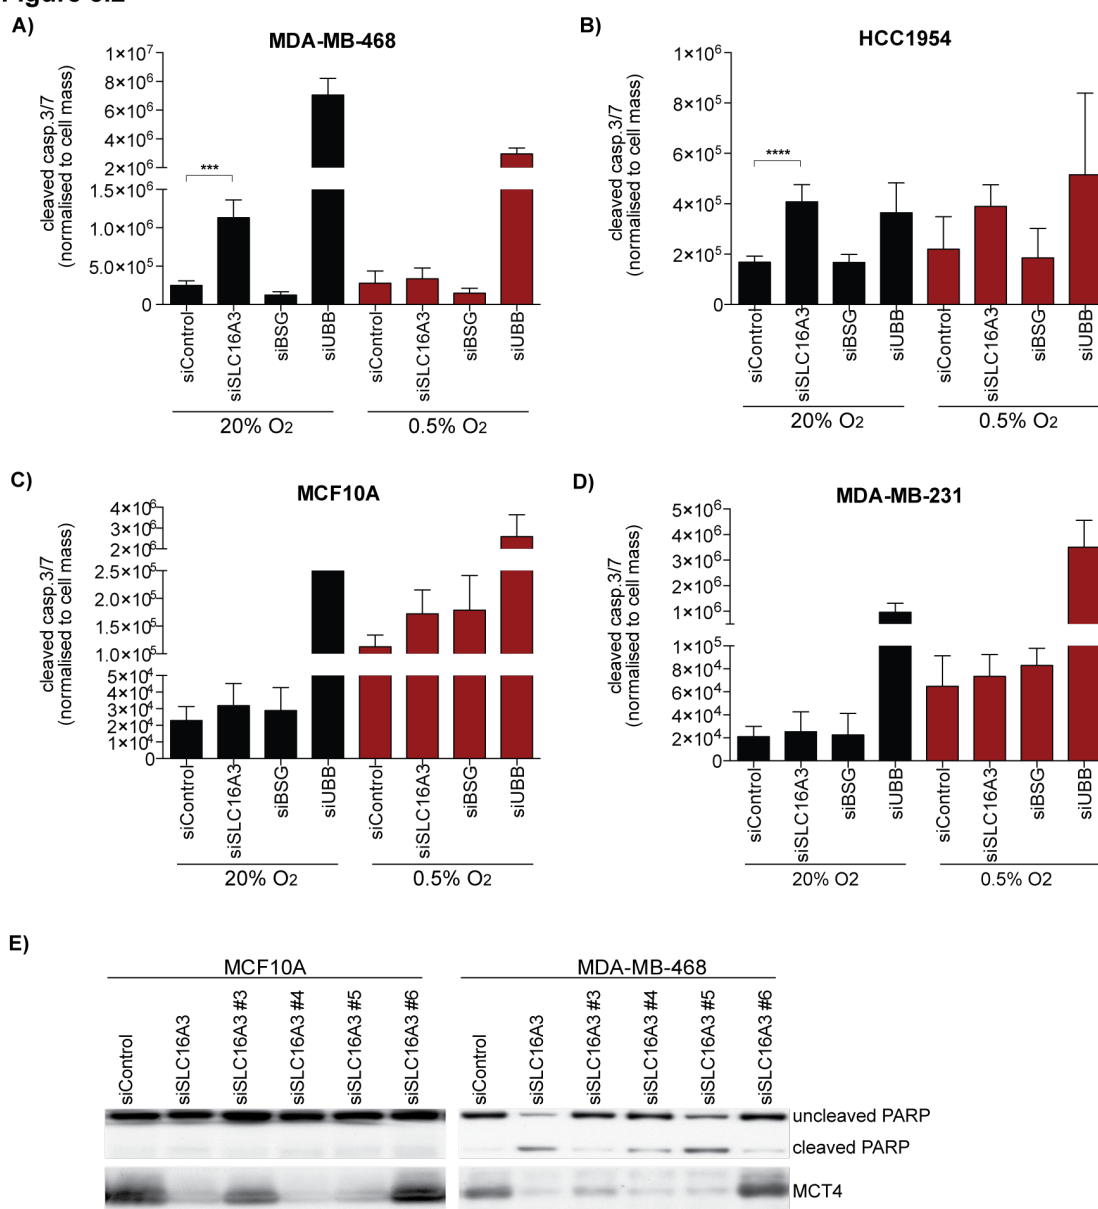 A)
MDA-MB-468
cleaved casp.3/7
(normalised to cell mass)
1×10⁷
8×10⁶
6×10⁶
4×10⁶
2×10⁶
1.5×10⁶
1.0×10⁶
5.0×10⁵
0
***
siControl
siSLC16A3
siBSG
siUBB
siControl
siSLC16A3
siBSG
siUBB
20% O2
0.5% O2
B)
HCC1954
cleaved casp.3/7
(normalised to cell mass)
1×10⁶
8×10⁵
6×10⁵
4×10⁵
2×10⁵
0
****
siControl
siSLC16A3
siBSG
siUBB
siControl
siSLC16A3
siBSG
siUBB
20% O2
0.5% O2
C)
MCF10A
cleaved casp.3/7
(normalised to cell mass)
4×10⁶
3×10⁶
2×10⁶
2.5×10⁵
2.0×10⁵
1.5×10⁵
1.0×10⁵
5×10⁴
4×10⁴
3×10⁴
2×10⁴
1×10⁴
0
siControl
siSLC16A3
siBSG
siUBB
siControl
siSLC16A3
siBSG
siUBB
20% O2
0.5% O2
D)
MDA-MB-231
cleaved casp.3/7
(normalised to cell mass)
5×10⁶
4×10⁶
3×10⁶
2×10⁶
1×10⁶
1×10⁵
8×10⁴
6×10⁴
4×10⁴
2×10⁴
0
siControl
siSLC16A3
siBSG
siUBB
siControl
siSLC16A3
siBSG
siUBB
20% O2
0.5% O2
E)
MCF10A
MDA-MB-468
siControl
siSLC16A3
siSLC16A3 #3
siSLC16A3 #4
siSLC16A3 #5
siSLC16A3 #6
siControl
siSLC16A3
siSLC16A3 #3
siSLC16A3 #4
siSLC16A3 #5
siSLC16A3 #6
uncleaved PARP
cleaved PARP
MCT4